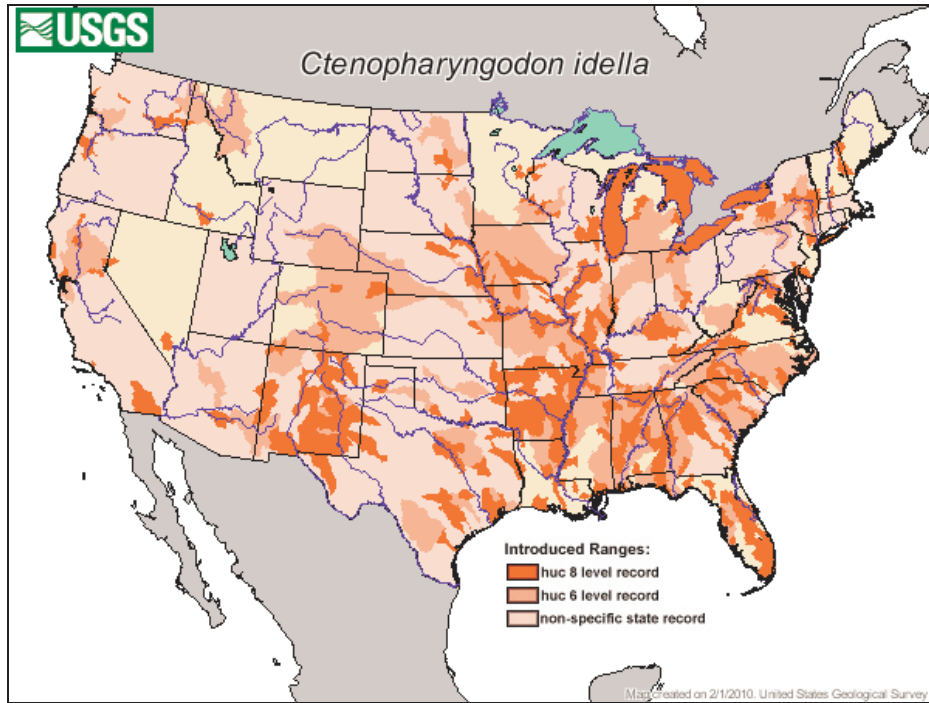 USGS
Ctenopharyngodon idella
Introduced Ranges:
huc 8 level record
huc 6 level record
non-specific state record
Map created on 2/1/2010. United States Geological Survey